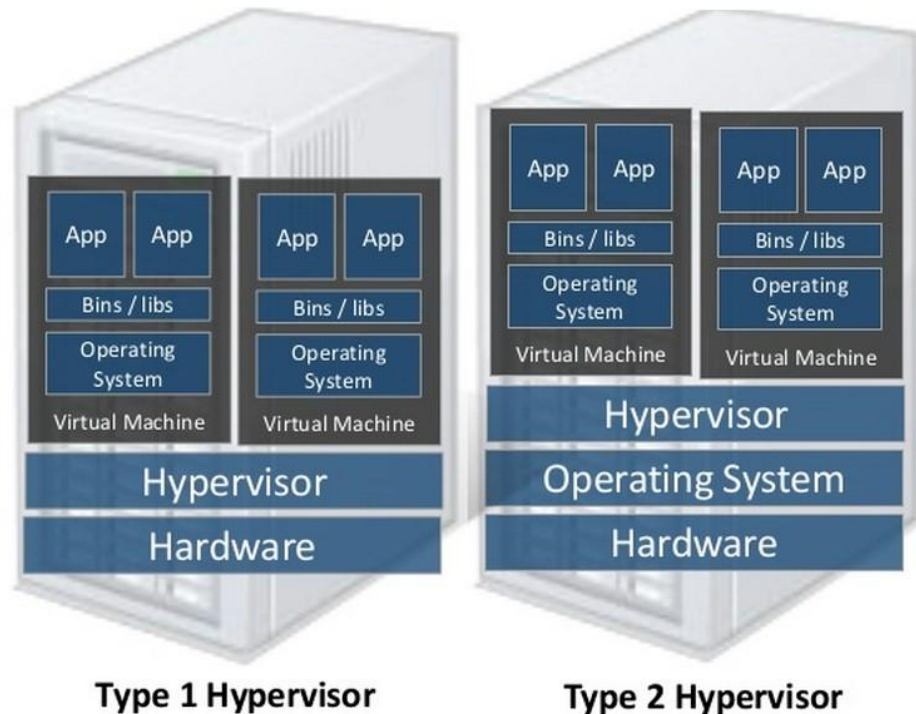 App App
Bins / libs
Operating
System
Virtual Machine
App App
Bins / libs
Operating
System
Virtual Machine
Hypervisor
Hardware
Type 1 Hypervisor
App App
Bins / libs
Operating
System
Virtual Machine
App App
Bins / libs
Operating
System
Virtual Machine
Hypervisor
Operating System
Hardware
Type 2 Hypervisor